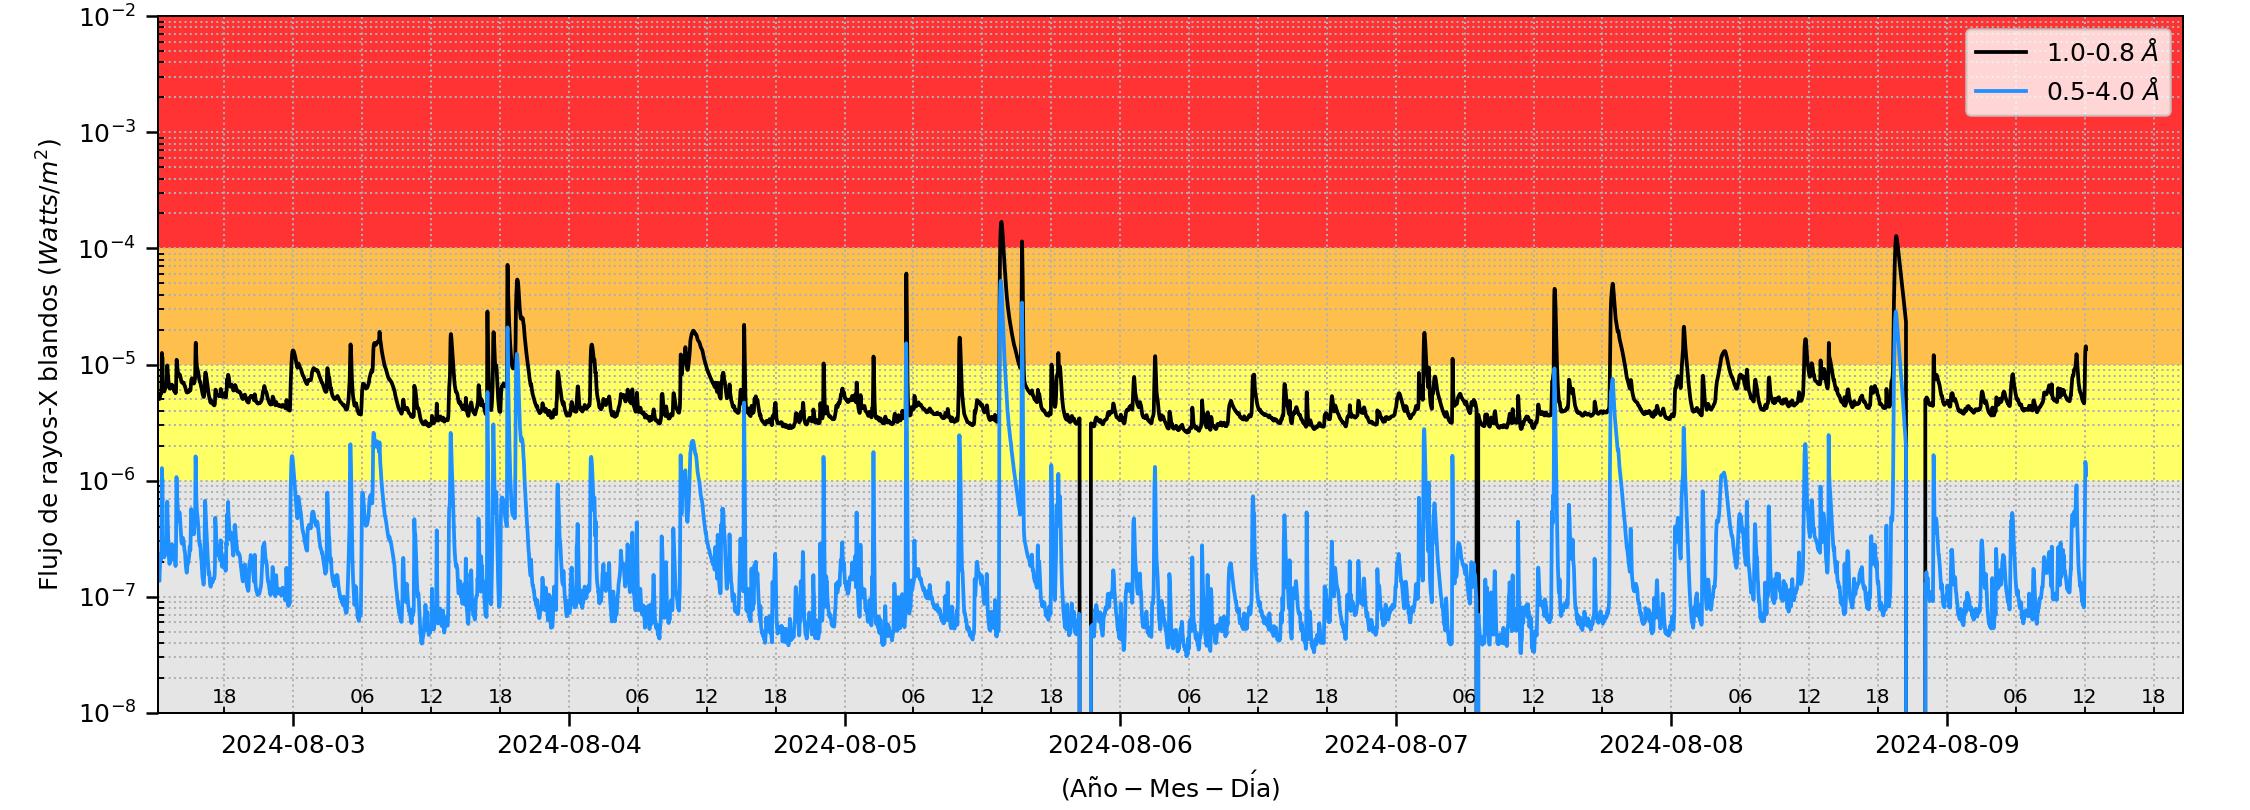 10⁻²
10⁻³
10⁻⁴
10⁻⁵
10⁻⁶
10⁻⁷
10⁻⁸
Flujo de rayos-X blandos (Watts/m²)
1.0-0.8 Å
0.5-4.0 Å
18 06 12 18 06 12 18 06 12 18 06 12 18 06 12 18 06 12 18 06 12 18
2024-08-03 2024-08-04 2024-08-05 2024-08-06 2024-08-07 2024-08-08 2024-08-09
(Año − Mes − Día)